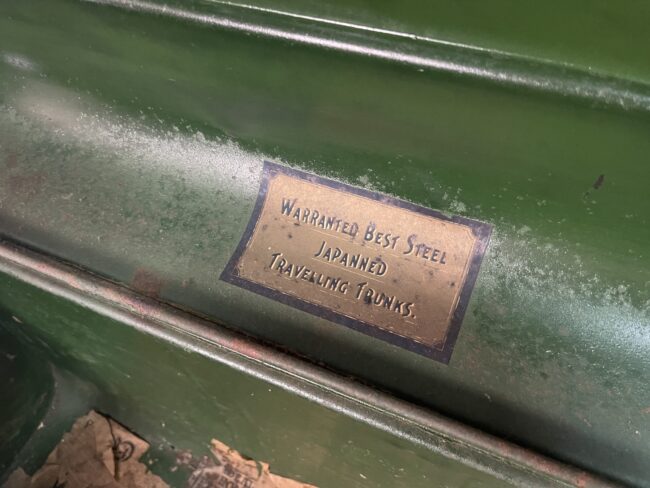 Warranted Best Steel
Japanned
Travelling Trunks.